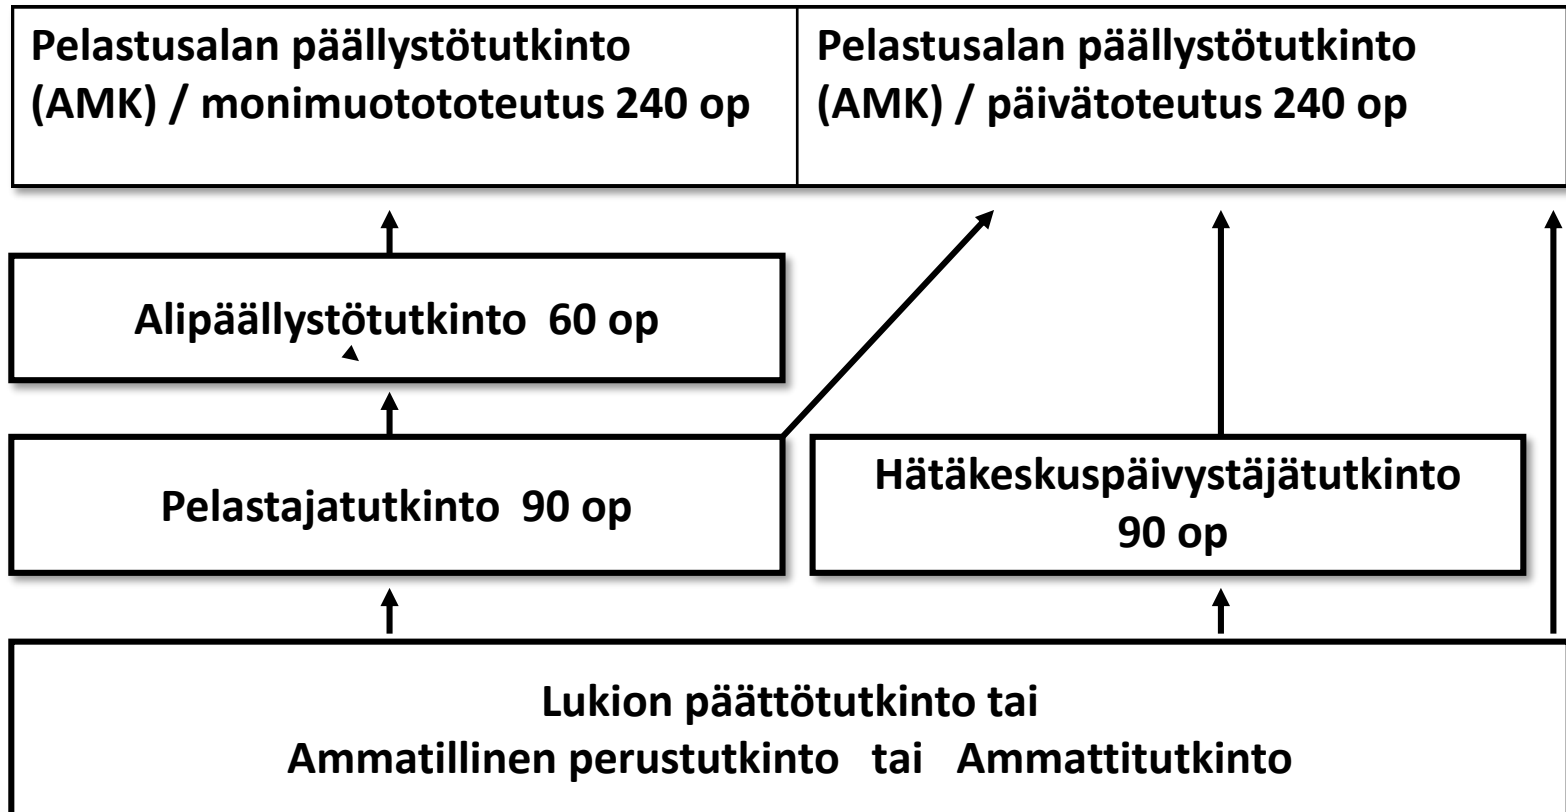 Pelastusalan päällystötutkinto
(AMK) / monimuotototeutus 240 op
Pelastusalan päällystötutkinto
(AMK) / päivätoteutus 240 op
Alipäällystötutkinto 60 op
Pelastajatutkinto 90 op
Hätäkeskuspäivystäjätutkinto
90 op
Lukion päättötutkinto tai
Ammatillinen perustutkinto tai Ammattitutkinto